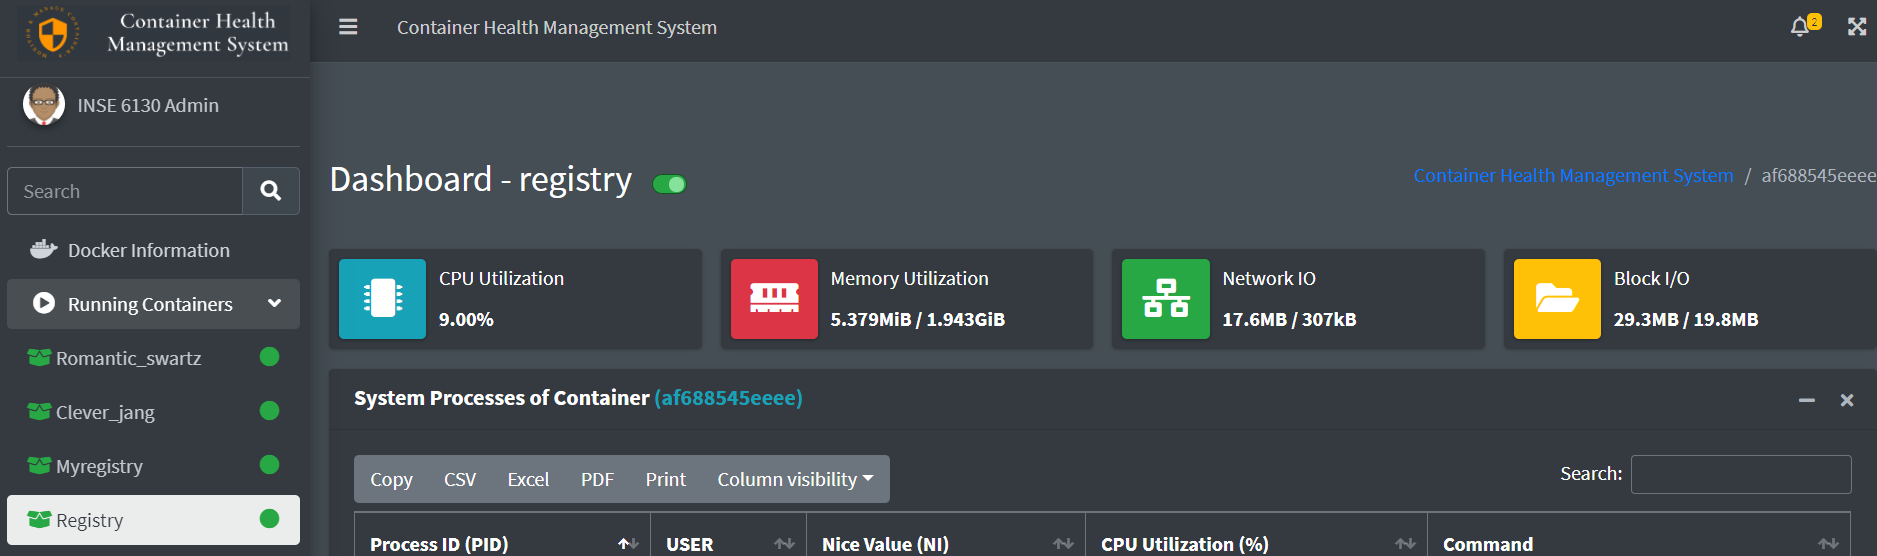 Container Health
Management System
Container Health Management System
2
INSE 6130 Admin
Search
Docker Information
Running Containers
Romantic_swartz
Clever_jang
Myregistry
Registry
Dashboard - registry
Container Health Management System / af688545eeee
CPU Utilization
9.00%
Memory Utilization
5.379MiB / 1.943GiB
Network IO
17.6MB / 307kB
Block I/O
29.3MB / 19.8MB
System Processes of Container (af688545eeee)
Copy CSV Excel PDF Print Column visibility
Search:
Process ID (PID) USER Nice Value (NI) CPU Utilization (%) Command